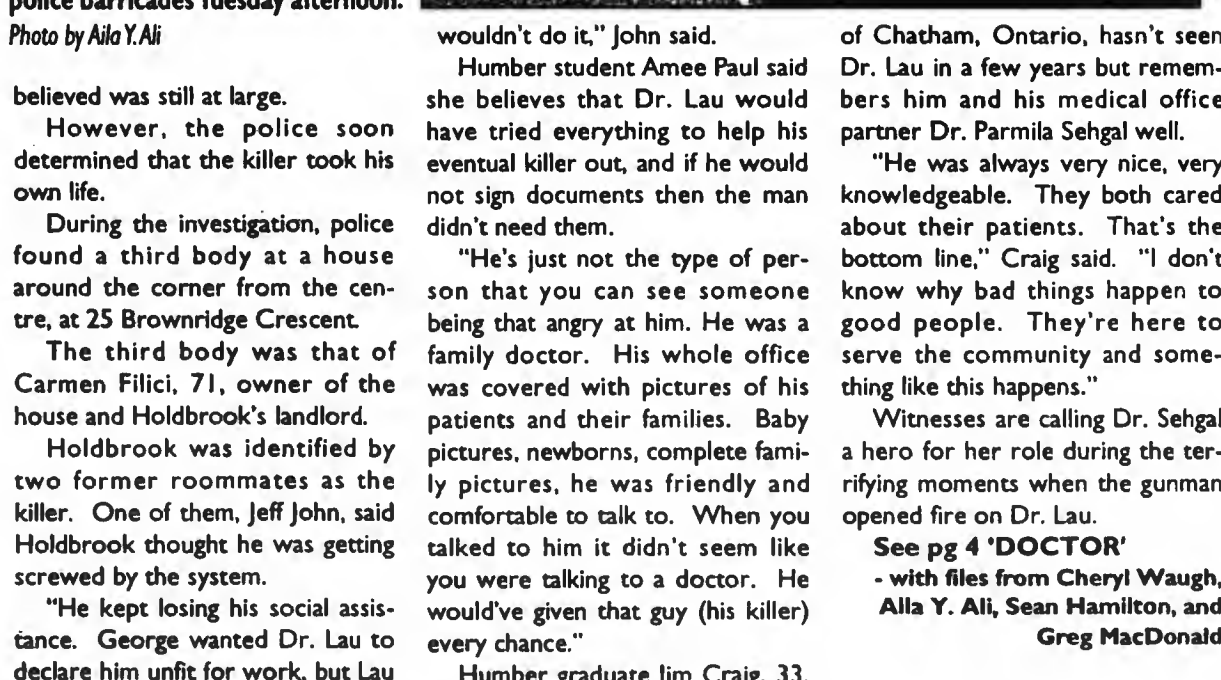 police barricades Tuesday afternoon.
Photo by Aila Y. Ali
believed was still at large.
However, the police soon
determined that the killer took his
own life.
During the investigation, police
found a third body at a house
around the corner from the cen-
tre, at 25 Brownridge Crescent.
The third body was that of
Carmen Filici, 71, owner of the
house and Holdbrook's landlord.
Holdbrook was identified by
two former roommates as the
killer. One of them, Jeff John, said
Holdbrook thought he was getting
screwed by the system.
"He kept losing his social assis-
tance. George wanted Dr. Lau to
declare him unfit for work, but Lau
wouldn't do it," John said.
Humber student Amee Paul said
she believes that Dr. Lau would
have tried everything to help his
eventual killer out, and if he would
not sign documents then the man
didn't need them.
"He's just not the type of per-
son that you can see someone
being that angry at him. He was a
family doctor. His whole office
was covered with pictures of his
patients and their families. Baby
pictures, newborns, complete fami-
ly pictures, he was friendly and
comfortable to talk to. When you
talked to him it didn't seem like
you were talking to a doctor. He
would've given that guy (his killer)
every chance."
Humber graduate Jim Craig, 33,
of Chatham, Ontario, hasn't seen
Dr. Lau in a few years but remem-
bers him and his medical office
partner Dr. Parmila Sehgal well.
"He was always very nice, very
knowledgeable. They both cared
about their patients. That's the
bottom line," Craig said. "I don't
know why bad things happen to
good people. They're here to
serve the community and some-
thing like this happens."
Witnesses are calling Dr. Sehgal
a hero for her role during the ter-
rifying moments when the gunman
opened fire on Dr. Lau.
See pg 4 'DOCTOR'
- with files from Cheryl Waugh,
Alla Y. Ali, Sean Hamilton, and
Greg MacDonald